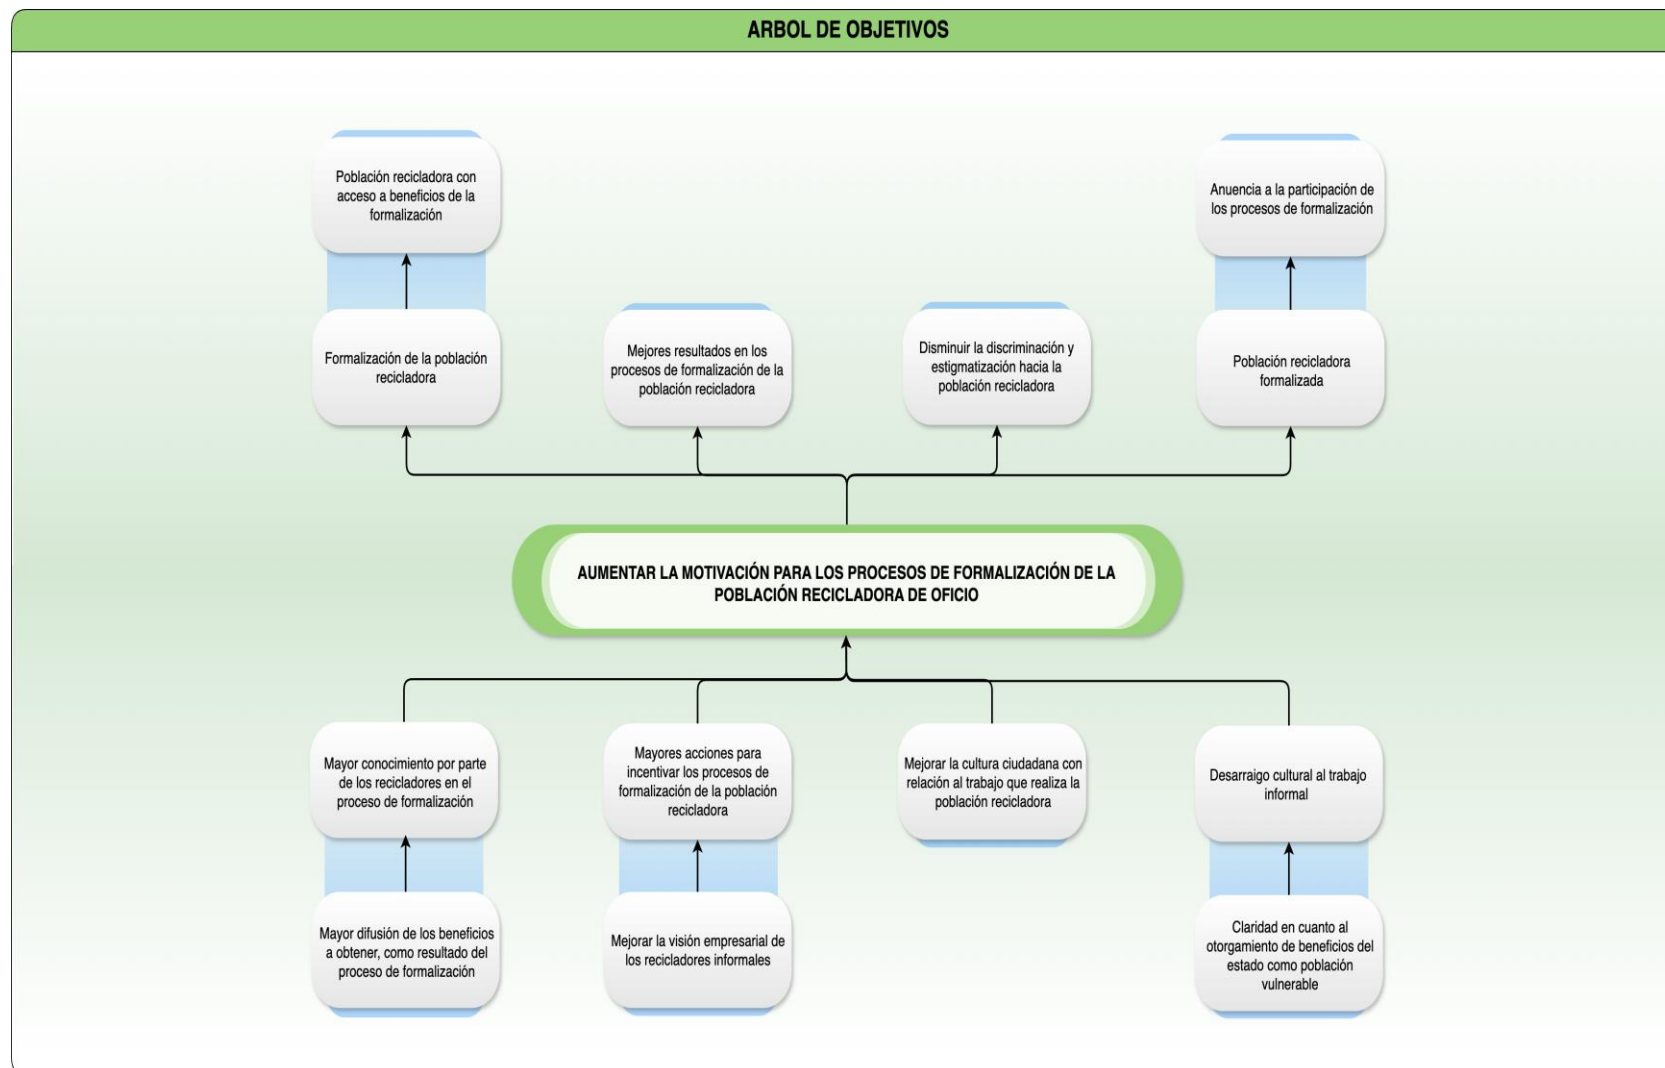 ARBOL DE OBJETIVOS
Población recicladora con
acceso a beneficios de la
formalización
Anuencia a la participación de
los procesos de formalización
Formalización de la población
recicladora
Mejores resultados en los
procesos de formalización de la
población recicladora
Disminuir la discriminación y
estigmatización hacia la
población recicladora
Población recicladora
formalizada
AUMENTAR LA MOTIVACIÓN PARA LOS PROCESOS DE FORMALIZACIÓN DE LA
POBLACIÓN RECICLADORA DE OFICIO
Mayor conocimiento por parte
de los recicladores en el
proceso de formalización
Mayores acciones para
incentivar los procesos de
formalización de la población
recicladora
Mejorar la cultura ciudadana con
relación al trabajo que realiza la
población recicladora
Desarraigo cultural al trabajo
informal
Mayor difusión de los beneficios
a obtener, como resultado del
proceso de formalización
Mejorar la visión empresarial de
los recicladores informales
Claridad en cuanto al
otorgamiento de beneficios del
estado como población
vulnerable